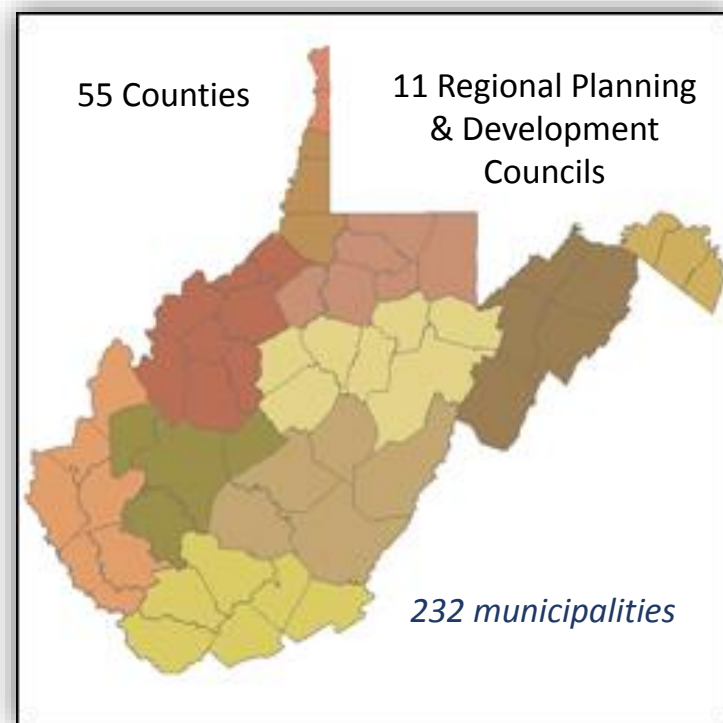 55 Counties
11 Regional Planning
& Development
Councils
232 municipalities